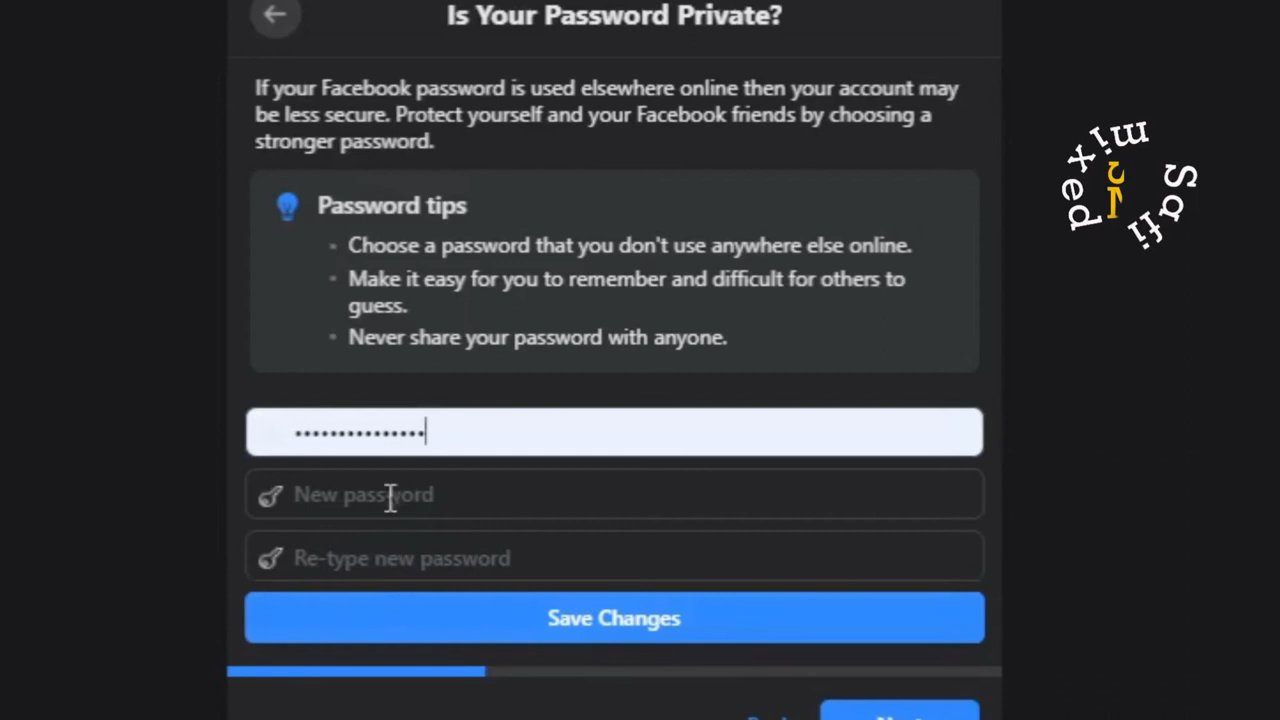 Is Your Password Private?
If your Facebook password is used elsewhere online then your account may
be less secure. Protect yourself and your Facebook friends by choosing a
stronger password.
Password tips
Choose a password that you don't use anywhere else online.
Make it easy for you to remember and difficult for others to
guess.
Never share your password with anyone.
New password
Re-type new password
Save Changes
mixed
Safi